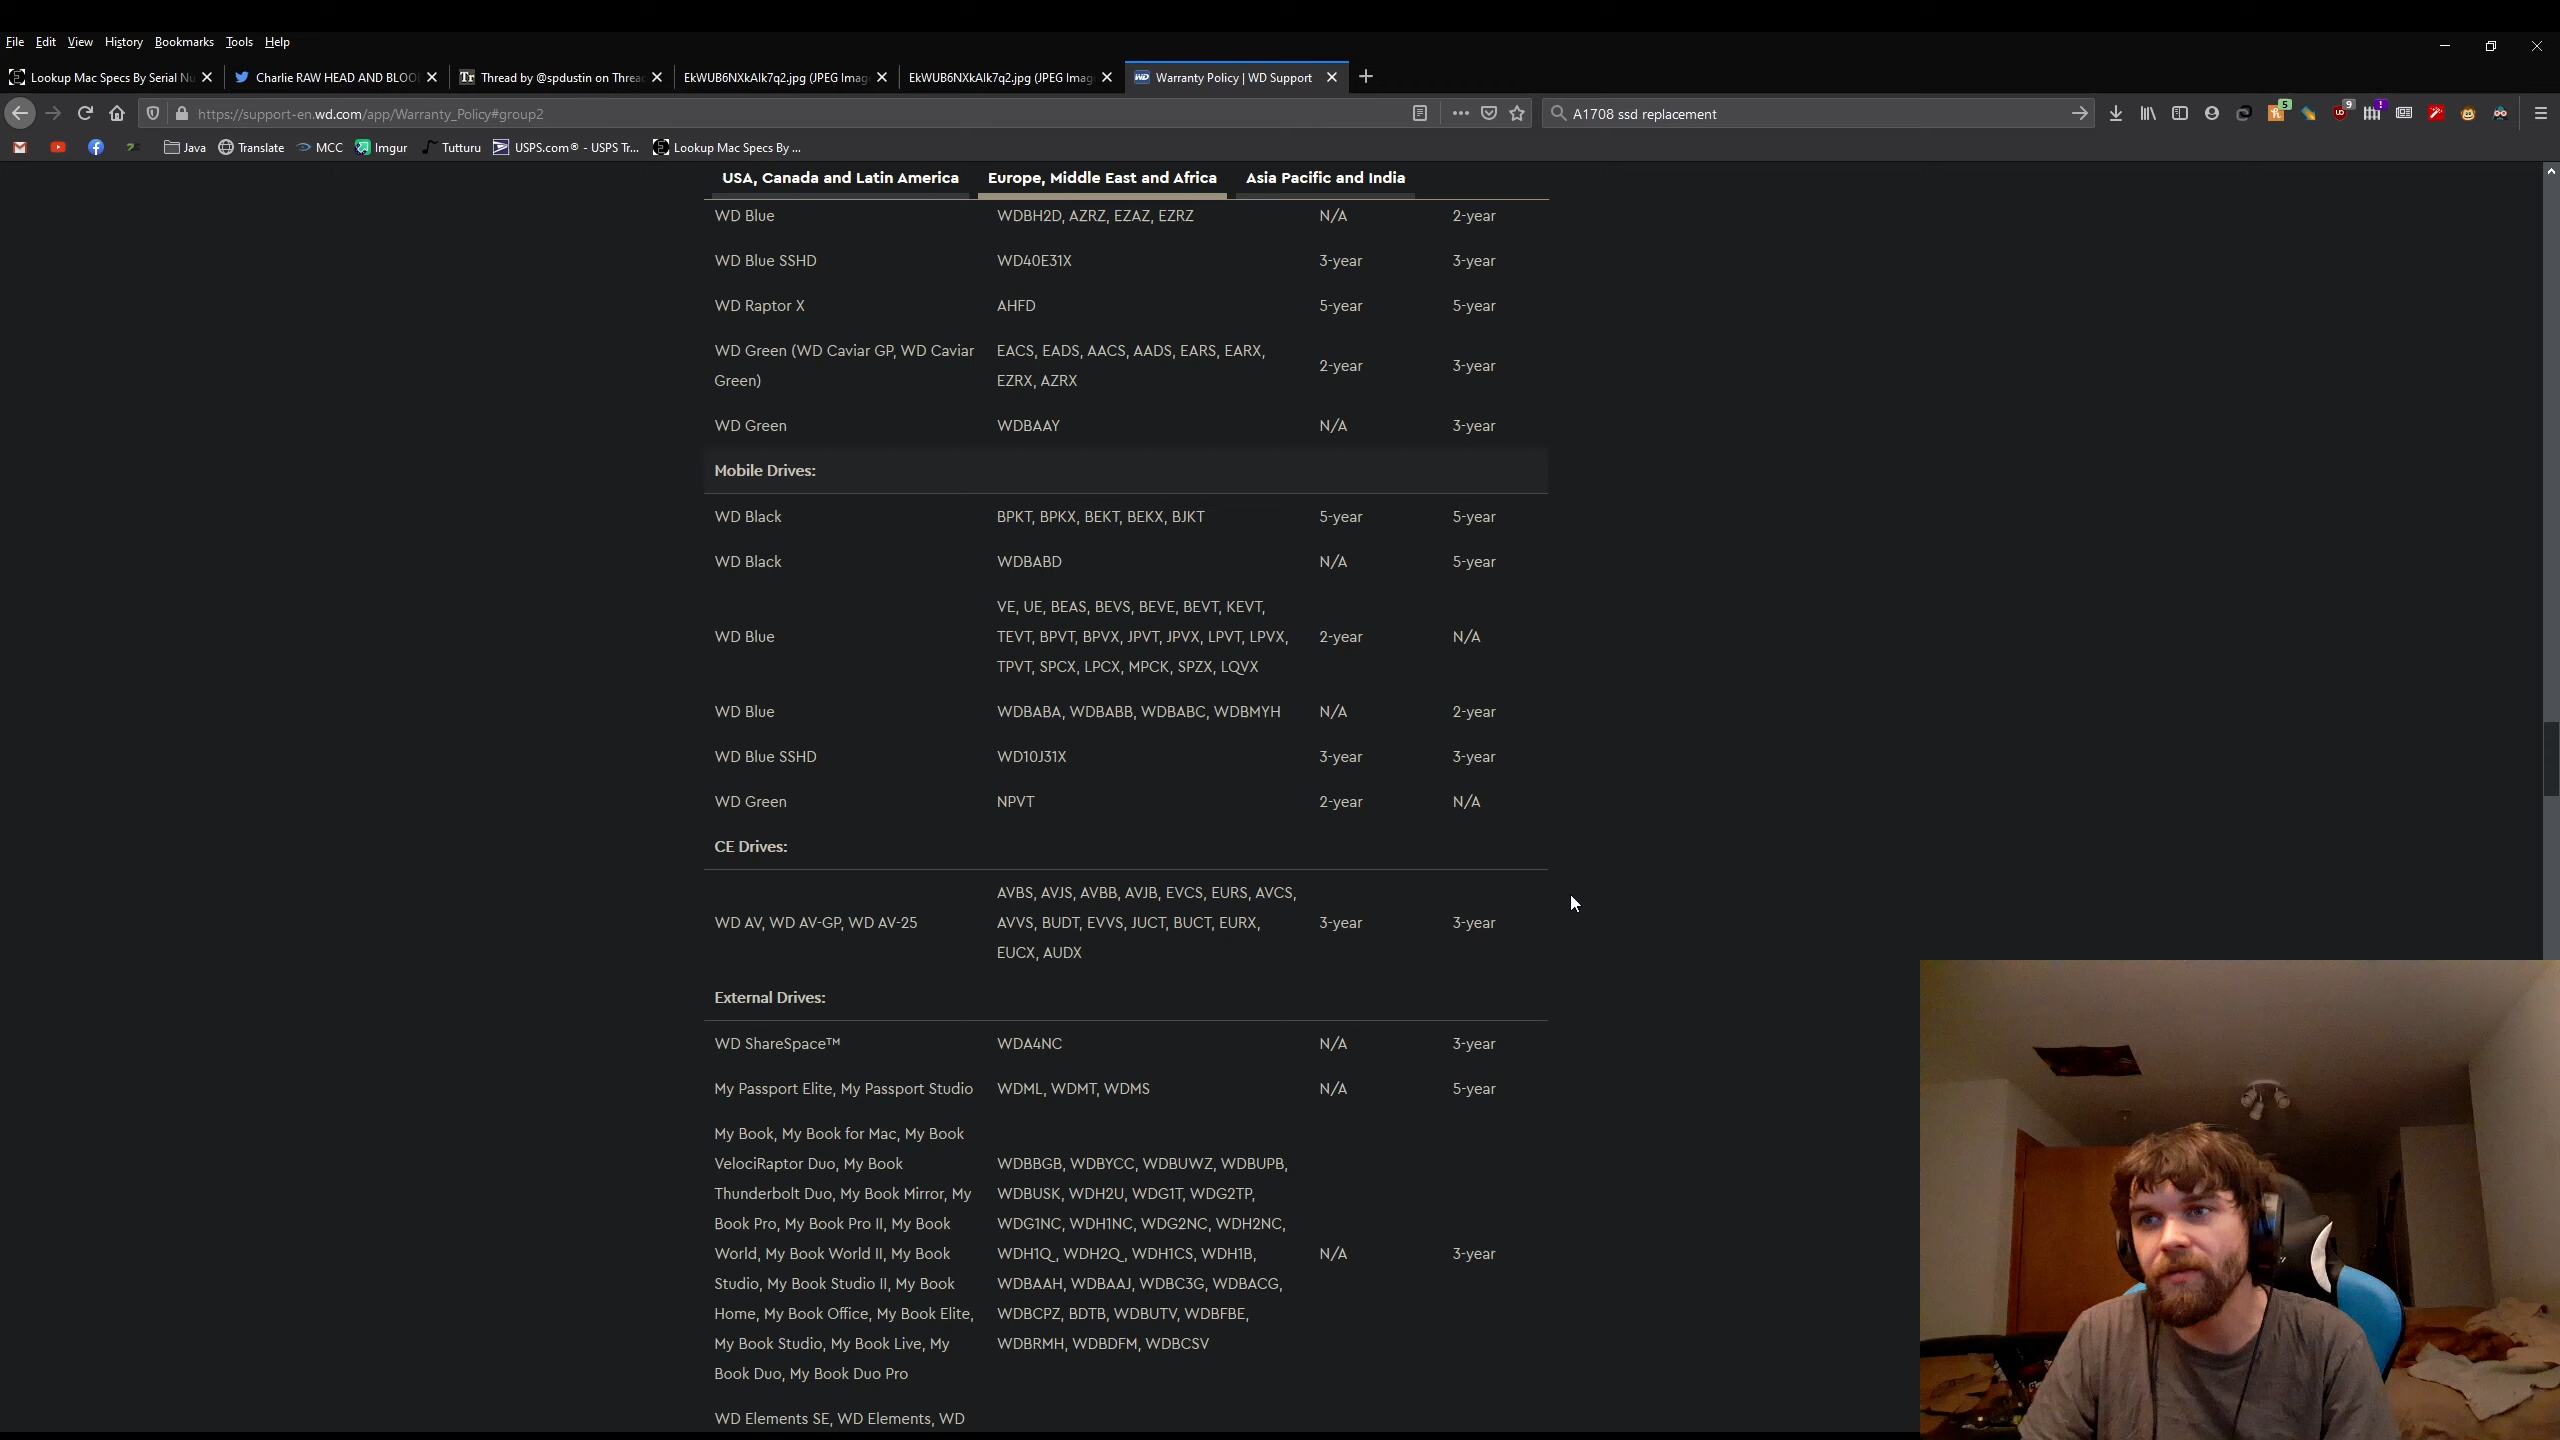 File Edit View History Bookmarks Tools Help
Lookup Mac Specs By Serial Nu
Charlie RAW HEAD AND BLOO
Tr Thread by @spdustin on Threa
EkWUB6NXkAIk7q2.jpg (JPEG Imag
EkWUB6NXkAIk7q2.jpg (JPEG Imag
WD Warranty Policy | WD Support
https://support-en.wd.com/app/Warranty_Policy#group2
A1708 ssd replacement
5 9 !
Java Translate MCC Imgur Tutturu USPS.com® - USPS Tr... Lookup Mac Specs By ...
USA, Canada and Latin America Europe, Middle East and Africa Asia Pacific and India
WD Blue WDBH2D, AZRZ, EZAZ, EZRZ N/A 2-year
WD Blue SSHD WD40E31X 3-year 3-year
WD Raptor X AHFD 5-year 5-year
WD Green (WD Caviar GP, WD Caviar
Green)
EACS, EADS, AACS, AADS, EARS, EARX,
EZRX, AZRX
2-year 3-year
WD Green WDBAAY N/A 3-year
Mobile Drives:
WD Black BPKT, BPKX, BEKT, BEKX, BJKT 5-year 5-year
WD Black WDBABD N/A 5-year
WD Blue
VE, UE, BEAS, BEVS, BEVE, BEVT, KEVT,
TEVT, BPVT, BPVX, JPVT, JPVX, LPVT, LPVX,
TPVT, SPCX, LPCX, MPCK, SPZX, LQVX
2-year N/A
WD Blue WDBABA, WDBABB, WDBABC, WDBMYH N/A 2-year
WD Blue SSHD WD10J31X 3-year 3-year
WD Green NPVT 2-year N/A
CE Drives:
WD AV, WD AV-GP, WD AV-25
AVBS, AVJS, AVBB, AVJB, EVCS, EURS, AVCS,
AVVS, BUDT, EVVS, JUCT, BUCT, EURX,
EUCX, AUDX
3-year 3-year
External Drives:
WD ShareSpace™ WDA4NC N/A 3-year
My Passport Elite, My Passport Studio WDML, WDMT, WDMS N/A 5-year
My Book, My Book for Mac, My Book
VelociRaptor Duo, My Book
Thunderbolt Duo, My Book Mirror, My
Book Pro, My Book Pro II, My Book
World, My Book World II, My Book
Studio, My Book Studio II, My Book
Home, My Book Office, My Book Elite,
My Book Studio, My Book Live, My
Book Duo, My Book Duo Pro
WDBBGB, WDBYCC, WDBUWZ, WDBUPB,
WDBUSK, WDH2U, WDG1T, WDG2TP,
WDG1NC, WDH1NC, WDG2NC, WDH2NC,
WDH1Q, WDH2Q, WDH1CS, WDH1B,
WDBAAH, WDBAAJ, WDBC3G, WDBACG,
WDBCPZ, BDTB, WDBUTV, WDBFBE,
WDBRMH, WDBDFM, WDBCSV
N/A 3-year
WD Elements SE, WD Elements, WD